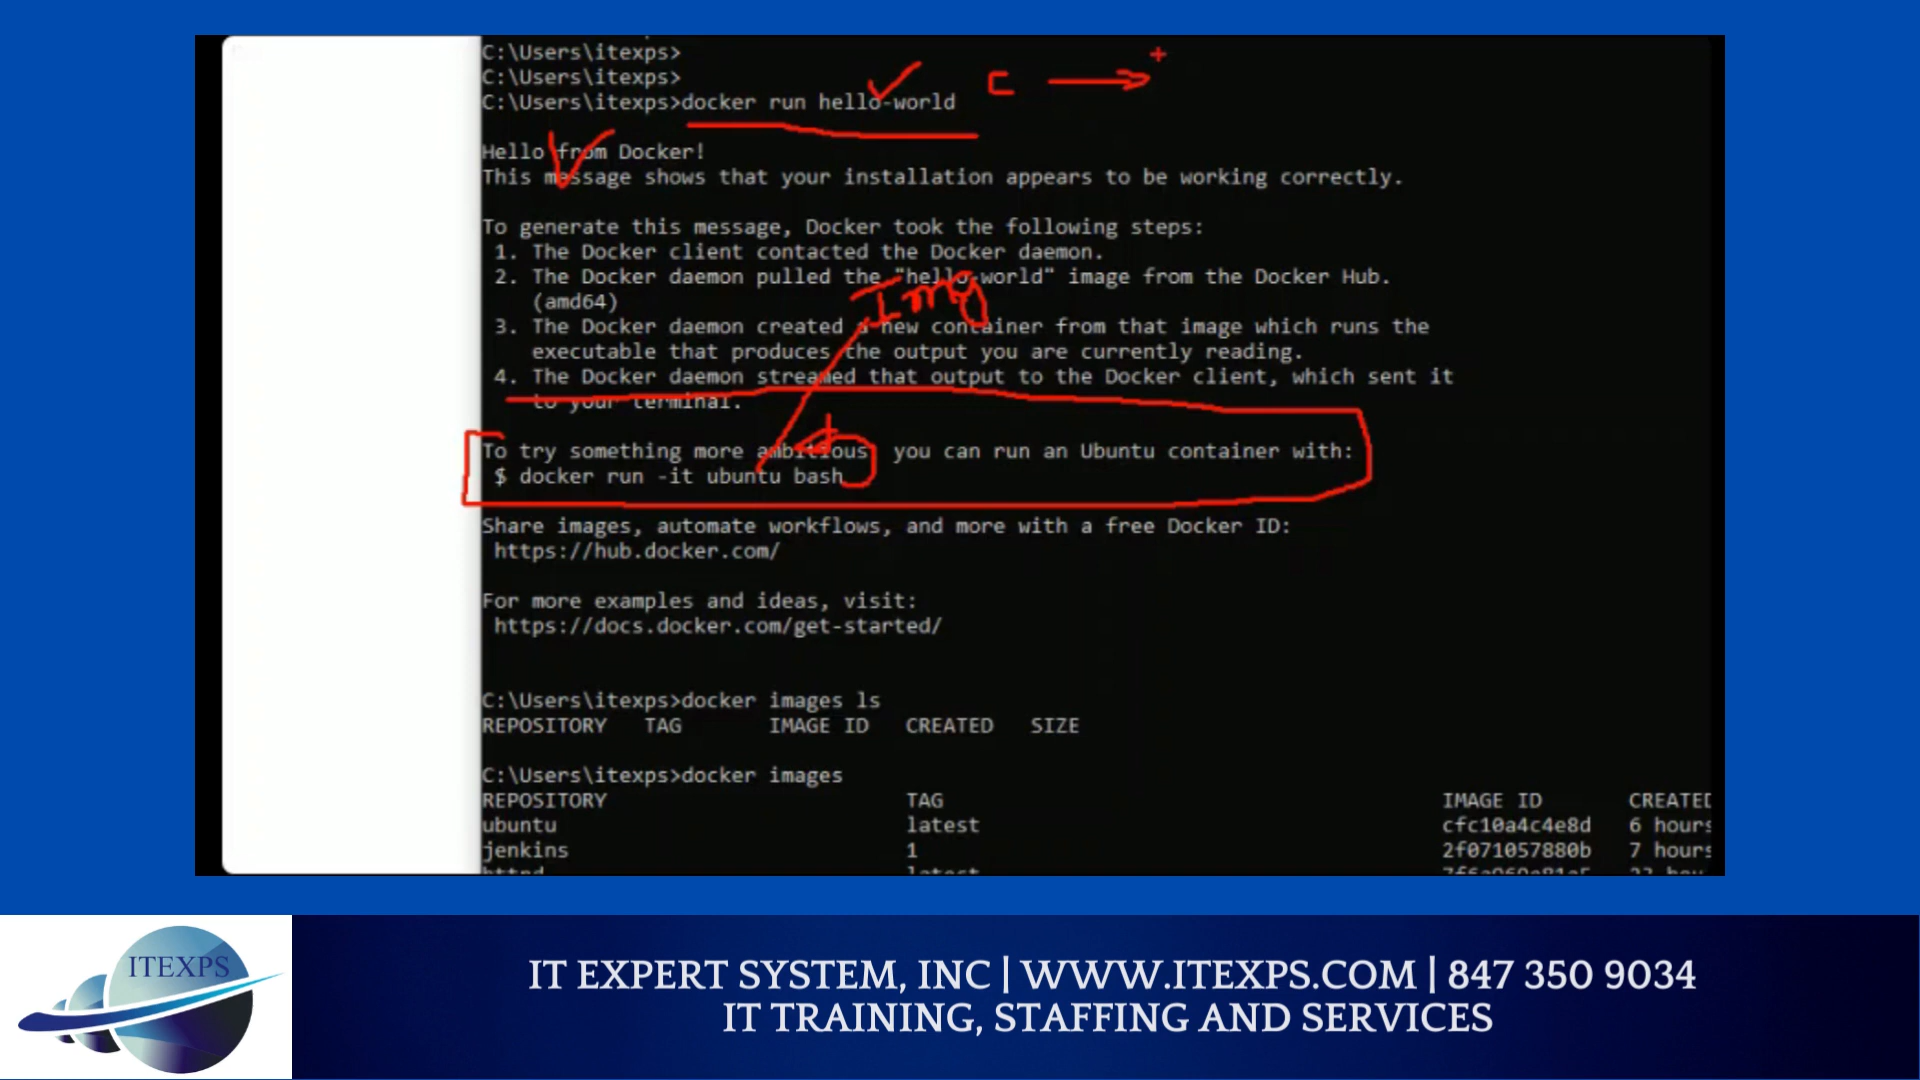 C:\Users\itexps>
C:\Users\itexps>
C:\Users\itexps>docker run hello-world
C
Hello from Docker!
This message shows that your installation appears to be working correctly.
To generate this message, Docker took the following steps:
1. The Docker client contacted the Docker daemon.
2. The Docker daemon pulled the "hello-world" image from the Docker Hub.
(amd64)
Img
3. The Docker daemon created a new container from that image which runs the
executable that produces the output you are currently reading.
4. The Docker daemon streamed that output to the Docker client, which sent it
to your terminal.
To try something more ambitious, you can run an Ubuntu container with:
$ docker run -it ubuntu bash
Share images, automate workflows, and more with a free Docker ID:
https://hub.docker.com/
For more examples and ideas, visit:
https://docs.docker.com/get-started/
C:\Users\itexps>docker images ls
REPOSITORY TAG IMAGE ID CREATED SIZE
C:\Users\itexps>docker images
REPOSITORY TAG IMAGE ID CREATED
ubuntu latest cfc10a4c4e8d 6 hours
jenkins 1 2f071057880b 7 hours
ITEXPS
IT EXPERT SYSTEM, INC | WWW.ITEXPS.COM | 847 350 9034
IT TRAINING, STAFFING AND SERVICES